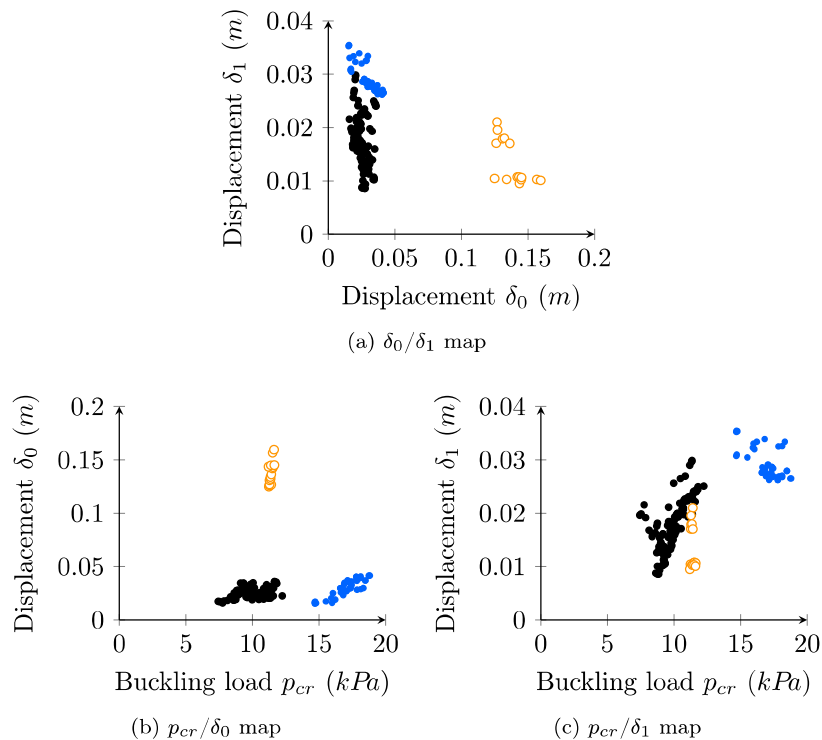 0.04
0.03
0.02
0.01
0
Displacement δ1 (m)
0 0.05 0.1 0.15 0.2
Displacement δ0 (m)
(a) δ0/δ1 map
0.2
0.15
0.1
0.05
0
Displacement δ0 (m)
0 5 10 15 20
Buckling load pcr (kPa)
(b) pcr/δ0 map
0.04
0.03
0.02
0.01
0
Displacement δ1 (m)
0 5 10 15 20
Buckling load pcr (kPa)
(c) pcr/δ1 map